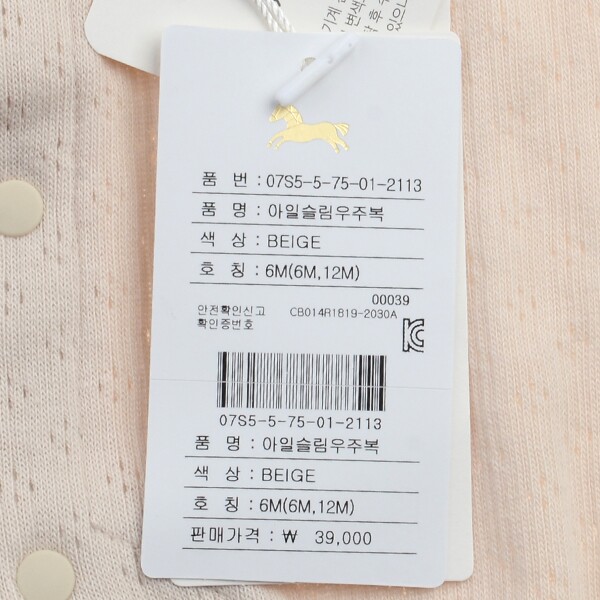 품 번 : 07S5-5-75-01-2113
품 명 : 아일슬림우주복
색 상 : BEIGE
호 칭 : 6M(6M,12M)
00039
안전확인신고 CB014R1819-2030A
확인증번호
07S5-5-75-01-2113
품 명 : 아일슬림우주복
색 상 : BEIGE
호 칭 : 6M(6M,12M)
판매가격 : ₩ 39,000